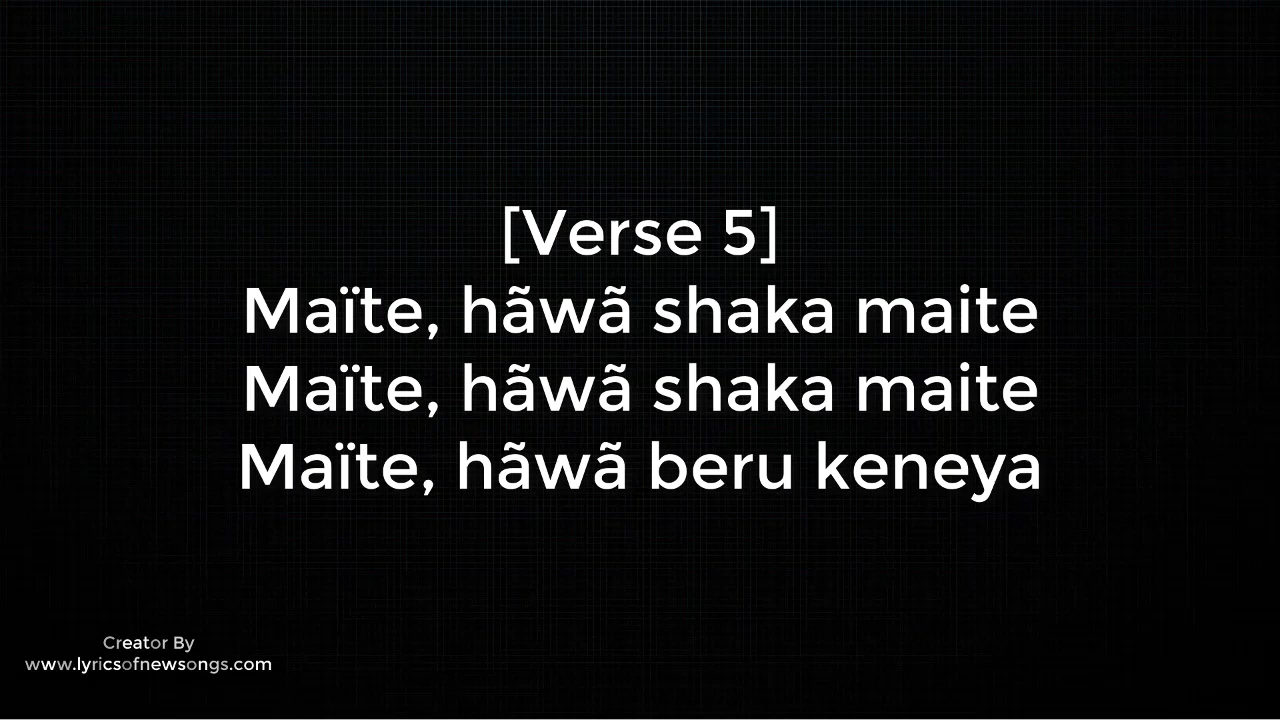 [Verse 5]
Maïte, hãwã shaka maite
Maïte, hãwã shaka maite
Maïte, hãwã beru keneya
Creator By
www.lyricsofnewsongs.com